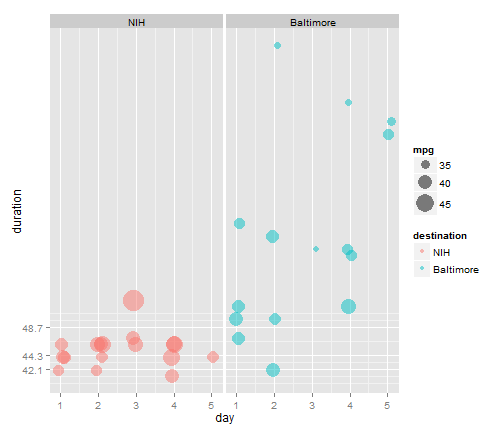 NIH Baltimore
duration
48.7
44.3
42.1
1 2 3 4 5 1 2 3 4 5
day
mpg
35
40
45
destination
NIH
Baltimore